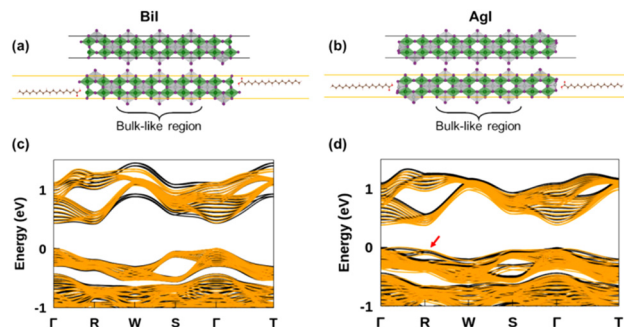 BiI
AgI
(a)
(b)
Bulk-like region
Bulk-like region
(c)
(d)
Energy (eV)
1
0
-1
Γ R W S Γ T
Energy (eV)
1
0
-1
Γ R W S Γ T